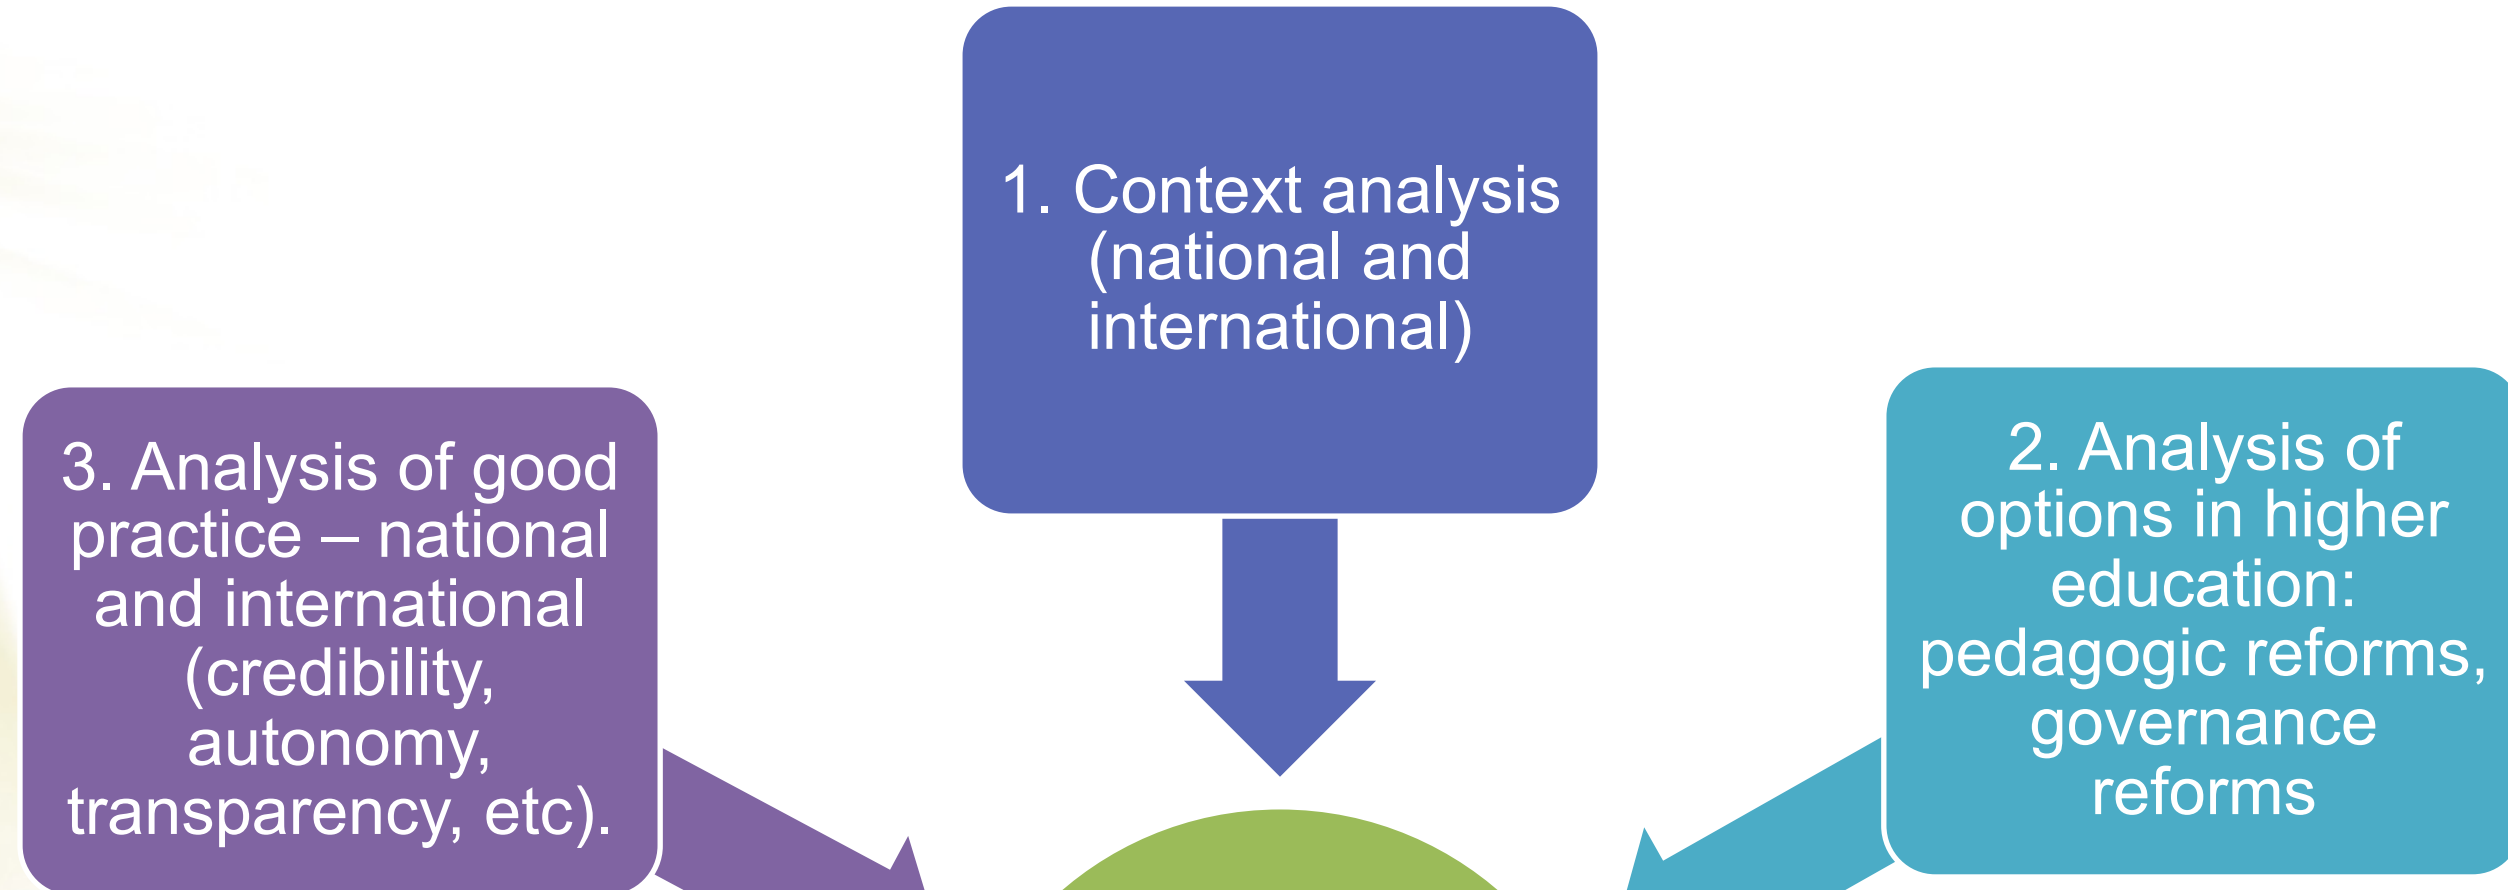 1. Context analysis
(national and
international)
2. Analysis of
options in higher
education:
pedagogic reforms,
governance
reforms
3. Analysis of good
practice — national
and international
(credibility,
autonomy,
transparency, etc).